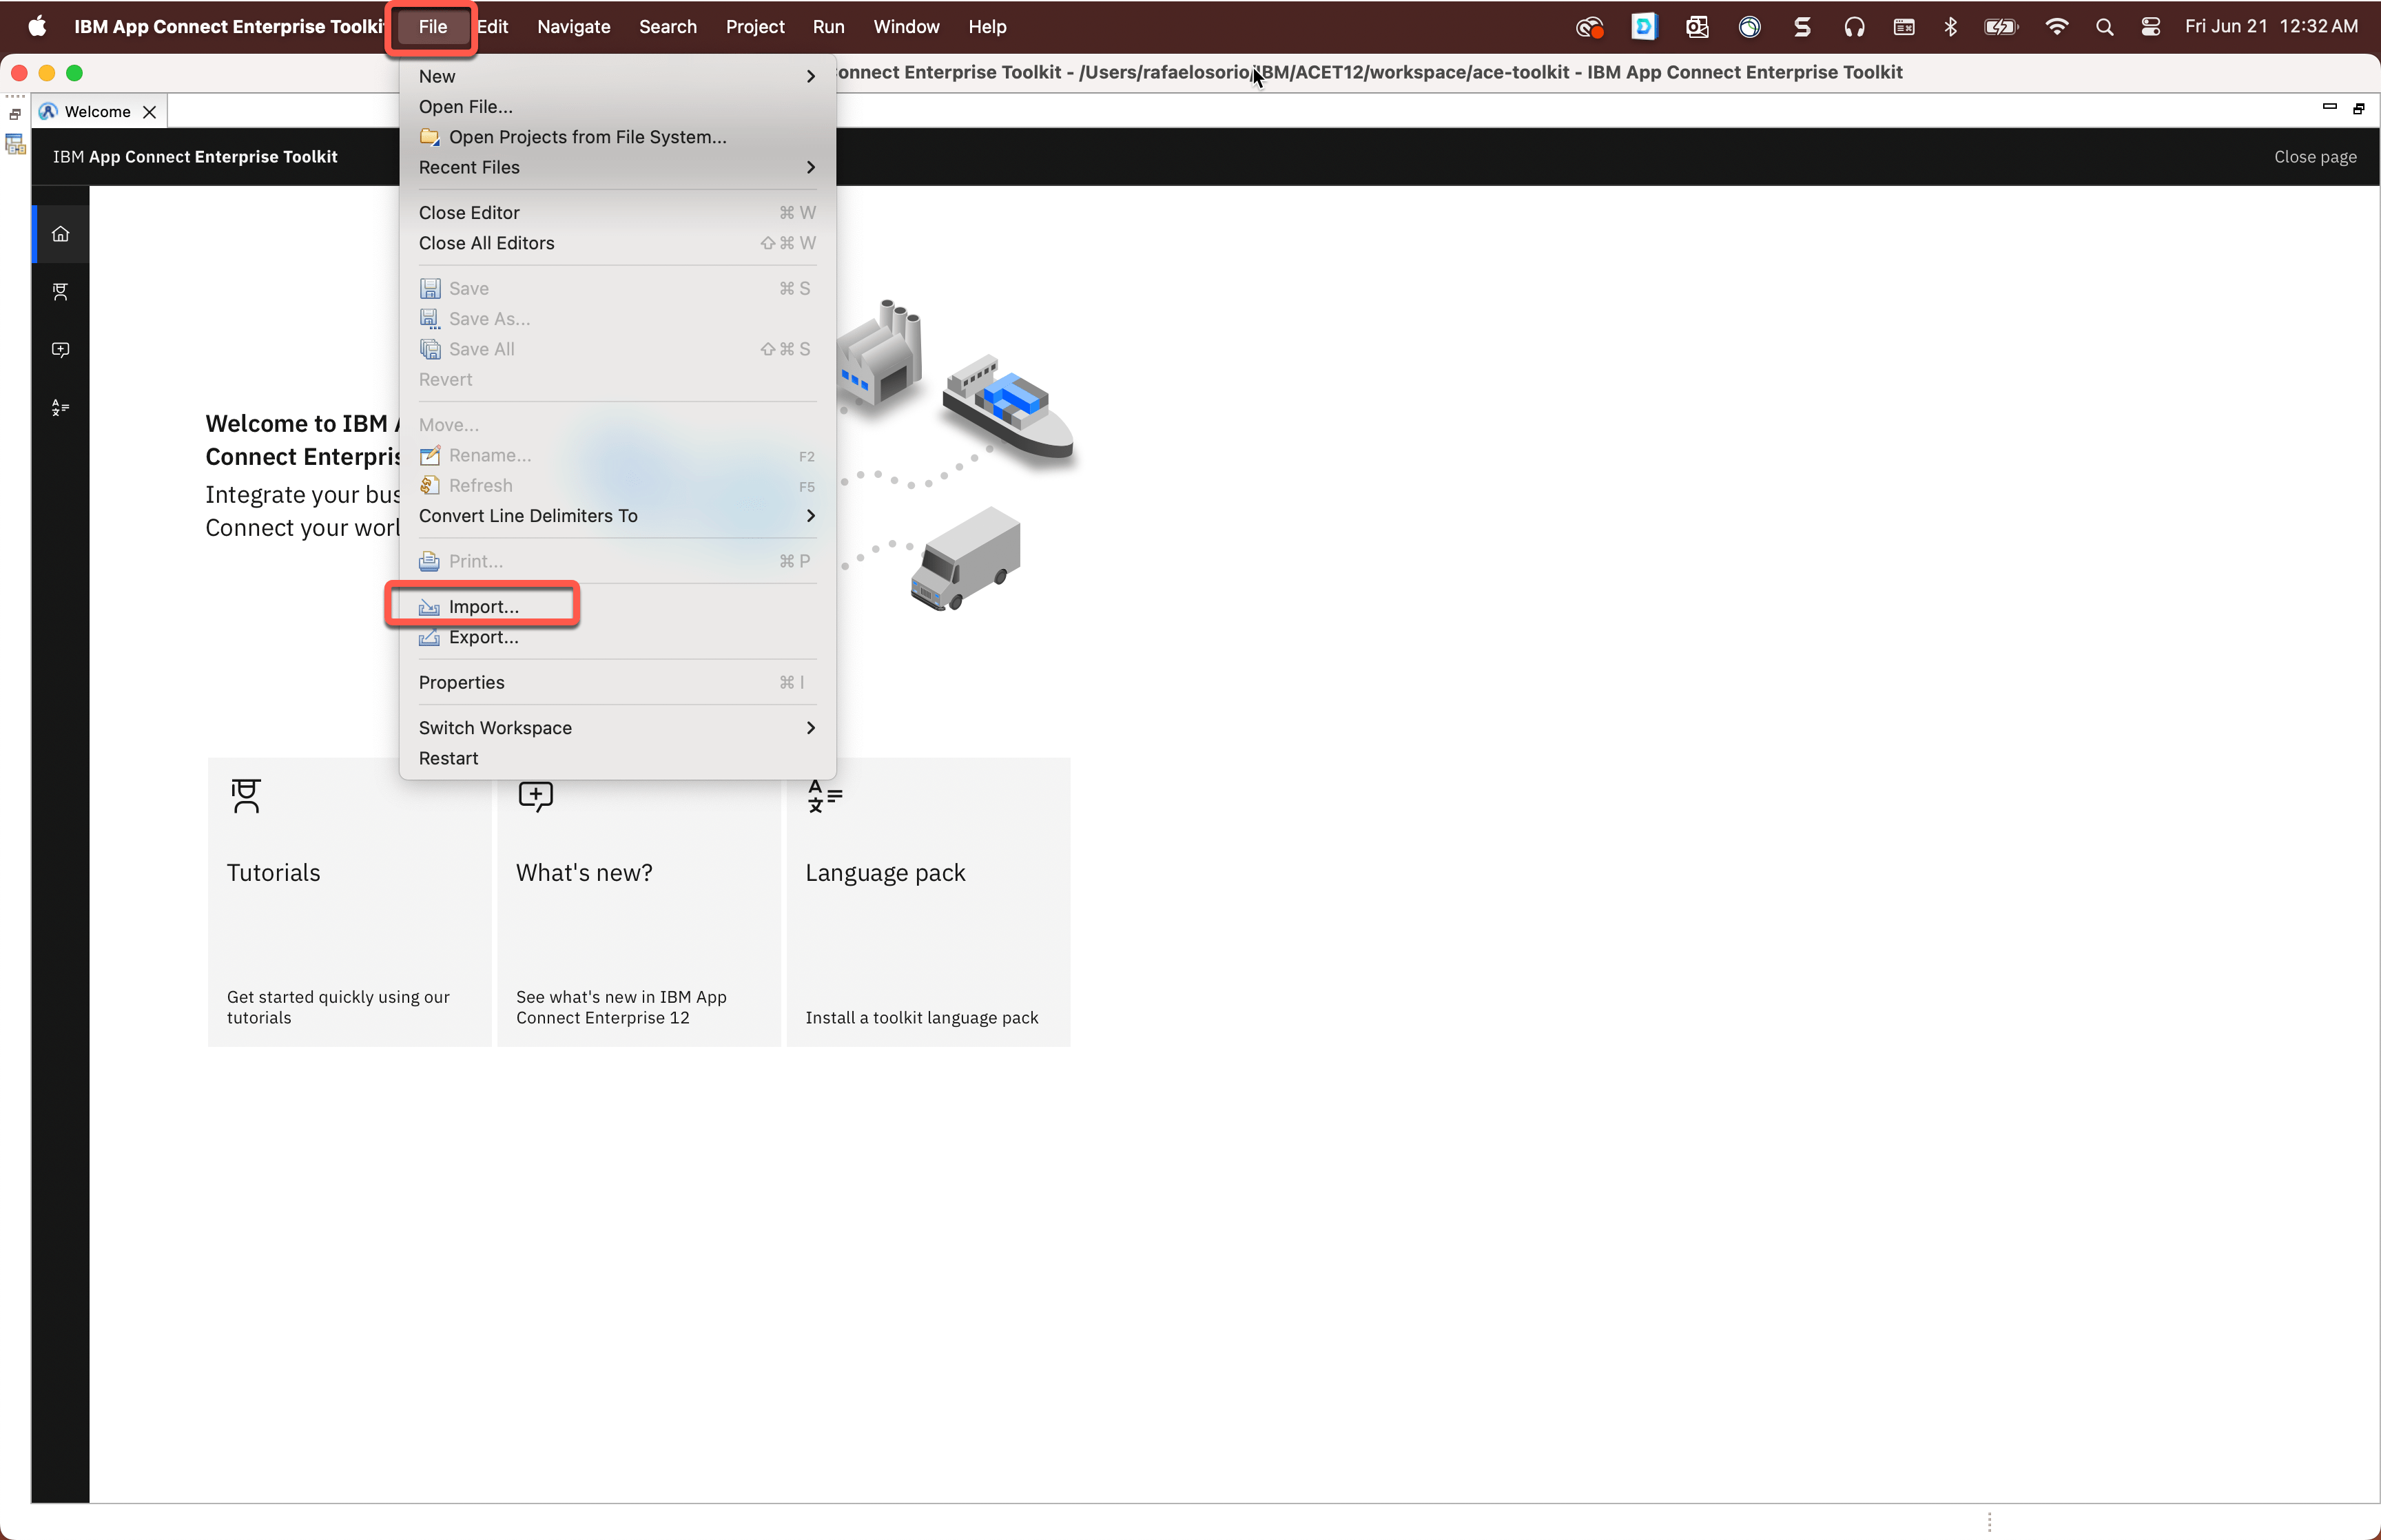 IBM App Connect Enterprise Toolkit File Edit Navigate Search Project Run Window Help Fri Jun 21 12:32 AM
onnect Enterprise Toolkit - /Users/rafaelosorio/IBM/ACET12/workspace/ace-toolkit - IBM App Connect Enterprise Toolkit
Welcome
IBM App Connect Enterprise Toolkit
Close page
New
Open File...
Open Projects from File System...
Recent Files
Close Editor ⌘ W
Close All Editors ⇧ ⌘ W
Save ⌘ S
Save As...
Save All ⇧ ⌘ S
Revert
Move...
Rename... F2
Refresh F5
Convert Line Delimiters To
Print... ⌘ P
Import...
Export...
Properties ⌘ I
Switch Workspace
Restart
Welcome to IBM A
Connect Enterpris
Integrate your bus
Connect your worl
Tutorials
Get started quickly using our
tutorials
What's new?
See what's new in IBM App
Connect Enterprise 12
Language pack
Install a toolkit language pack